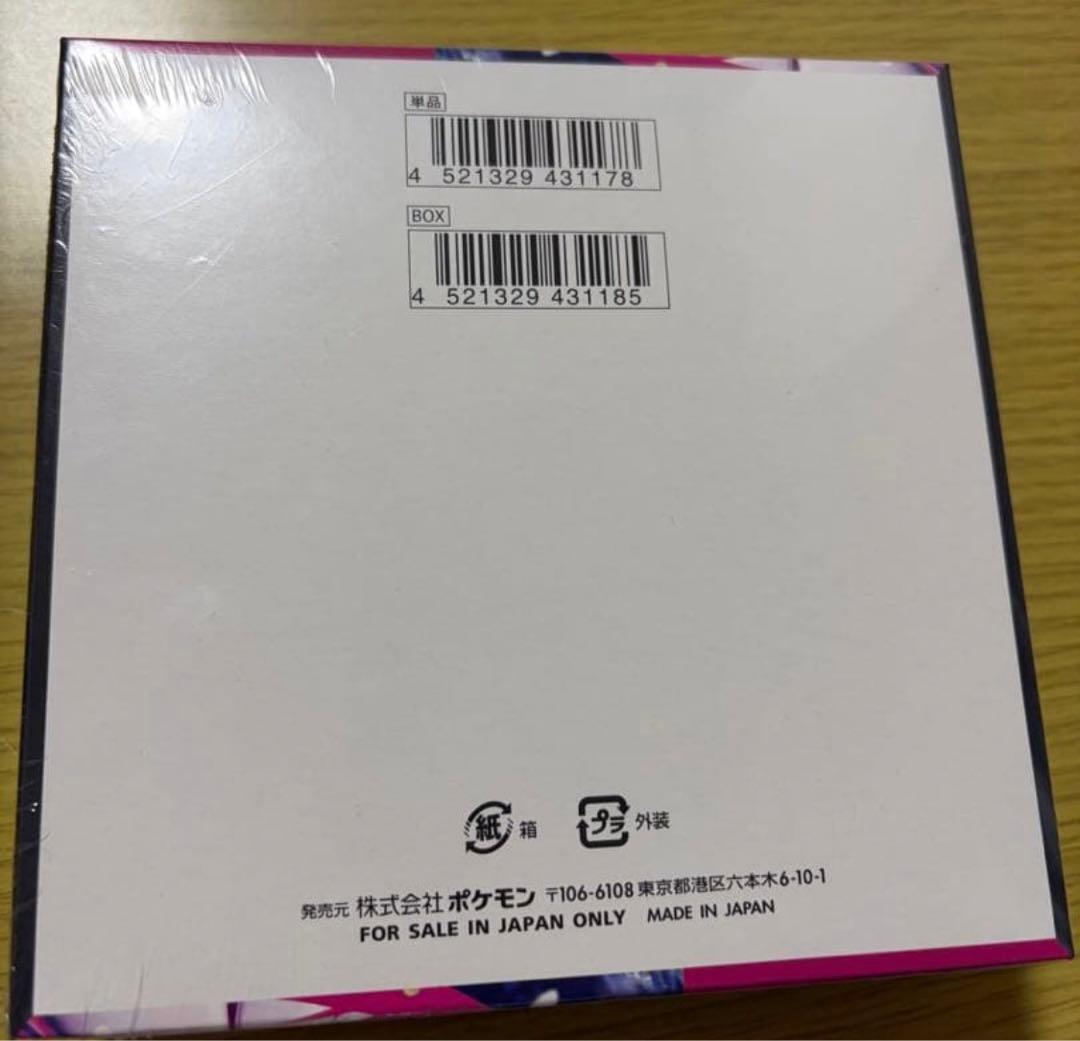 単品
4 521329 431178
BOX
4 521329 431185
紙 箱 プラ 外装
発売元 株式会社ポケモン 〒106-6108 東京都港区六本木6-10-1
FOR SALE IN JAPAN ONLY MADE IN JAPAN